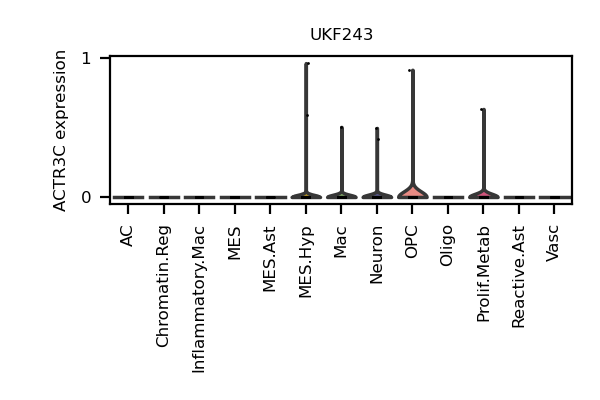 UKF243
ACTR3C expression
1
0
AC
Chromatin.Reg
Inflammatory.Mac
MES
MES.Ast
MES.Hyp
Mac
Neuron
OPC
Oligo
Prolif.Metab
Reactive.Ast
Vasc